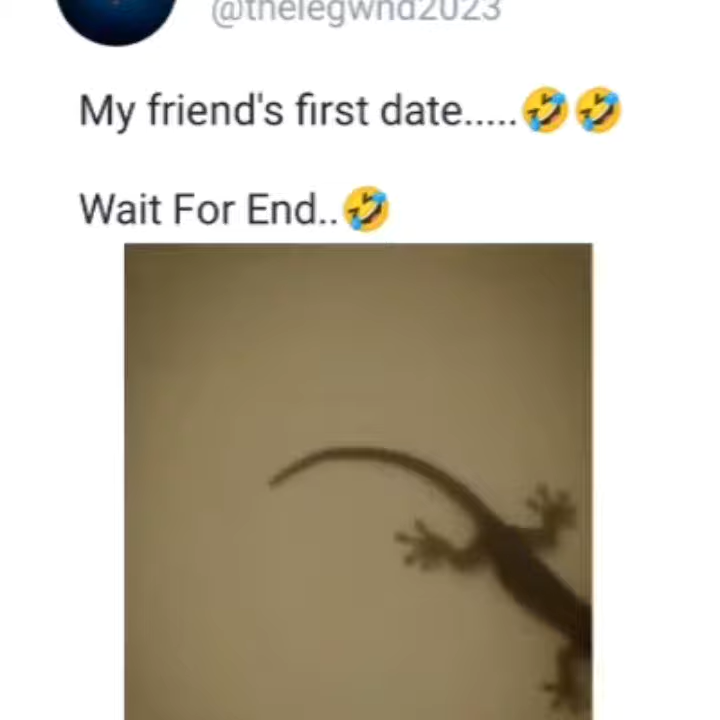 @thelegwnd2023
My friend's first date.....🤣🤣
Wait For End..🤣